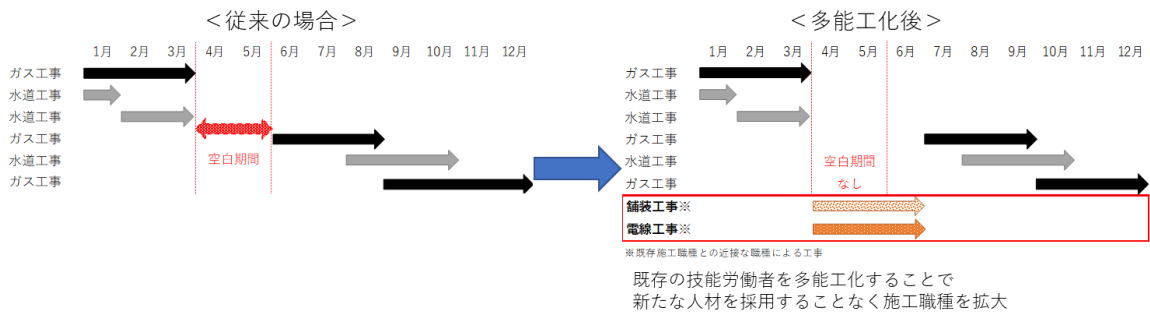 ＜従来の場合＞
1月 2月 3月 4月 5月 6月 7月 8月 9月 10月 11月 12月
ガス工事
水道工事
水道工事
ガス工事
空白期間
水道工事
ガス工事
＜多能工化後＞
1月 2月 3月 4月 5月 6月 7月 8月 9月 10月 11月 12月
ガス工事
水道工事
水道工事
ガス工事
水道工事
空白期間
なし
ガス工事
舗装工事※
電線工事※
※既存施工職種との近接な職種による工事
既存の技能労働者を多能工化することで
新たな人材を採用することなく施工職種を拡大